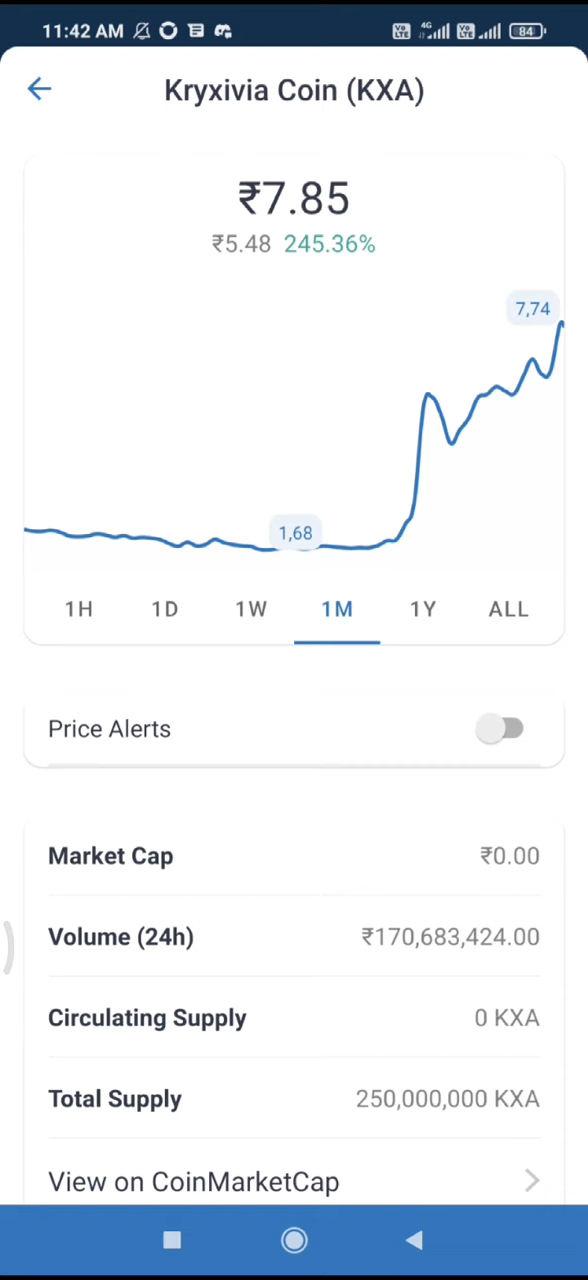 11:42 AM 4G 84
Kryxivia Coin (KXA)
₹7.85
₹5.48 245.36%
7,74
1,68
1H 1D 1W 1M 1Y ALL
Price Alerts
Market Cap ₹0.00
Volume (24h) ₹170,683,424.00
Circulating Supply 0 KXA
Total Supply 250,000,000 KXA
View on CoinMarketCap